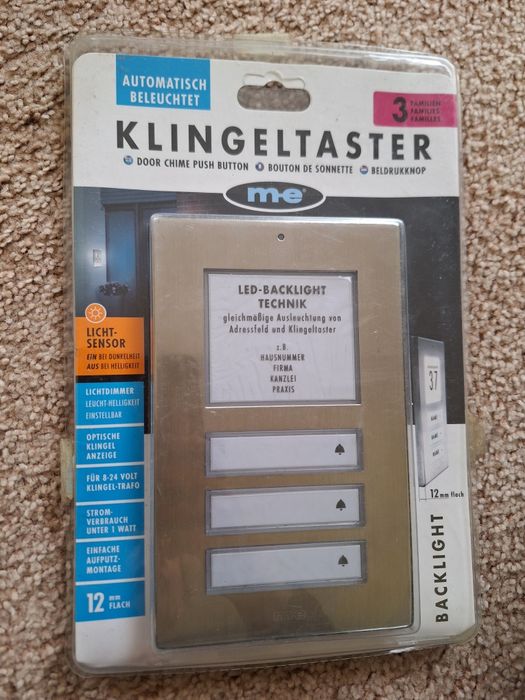 AUTOMATISCH
BELEUCHTET
3 FAMILIEN
FAMILIES
FAMILLES
KLINGELTASTER
DOOR CHIME PUSH BUTTON BOUTON DE SONNETTE BELDRUKKNOP
m-e
LED-BACKLIGHT
TECHNIK
gleichmäßige Ausleuchtung von
Adressfeld und Klingeltaster
z.B.
HAUSNUMMER
FIRMA
KANZLEI
PRAXIS
LICHT-
SENSOR
EIN BEI DUNKELHEIT
AUS BEI HELLIGKEIT
LICHTDIMMER
LEUCHT-HELLIGKEIT
EINSTELLBAR
OPTISCHE
KLINGEL
ANZEIGE
FÜR 8-24 VOLT
KLINGEL-TRAFO
STROM-
VERBRAUCH
UNTER 1 WATT
EINFACHE
AUFPUTZ-
MONTAGE
12 mm
FLACH
37
12 mm flach
BACKLIGHT